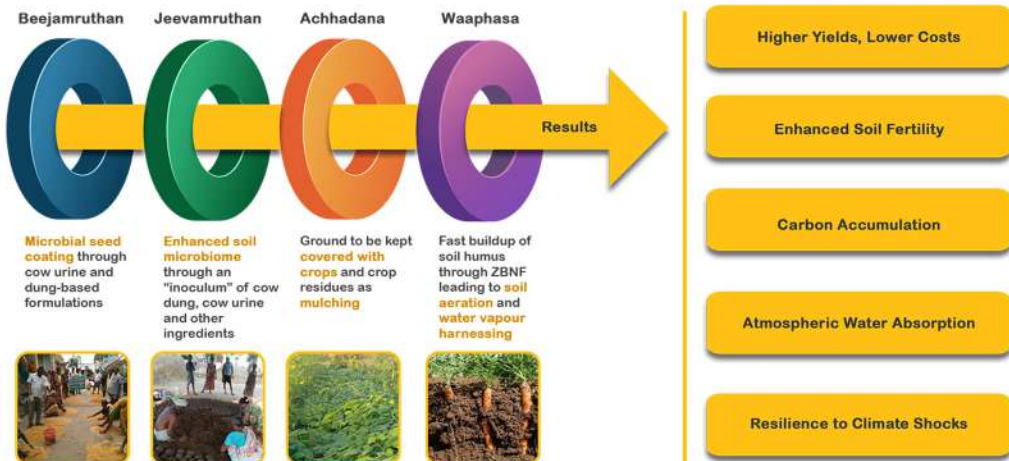 Beejamruthan
Jeevamruthan
Achhadana
Waaphasa
Results
Microbial seed
coating through
cow urine and
dung-based
formulations
Enhanced soil
microbiome
through an
"inoculum" of cow
dung, cow urine
and other
ingredients
Ground to be kept
covered with
crops and crop
residues as
mulching
Fast buildup of
soil humus
through ZBNF
leading to soil
aeration and
water vapour
harnessing
Higher Yields, Lower Costs
Enhanced Soil Fertility
Carbon Accumulation
Atmospheric Water Absorption
Resilience to Climate Shocks